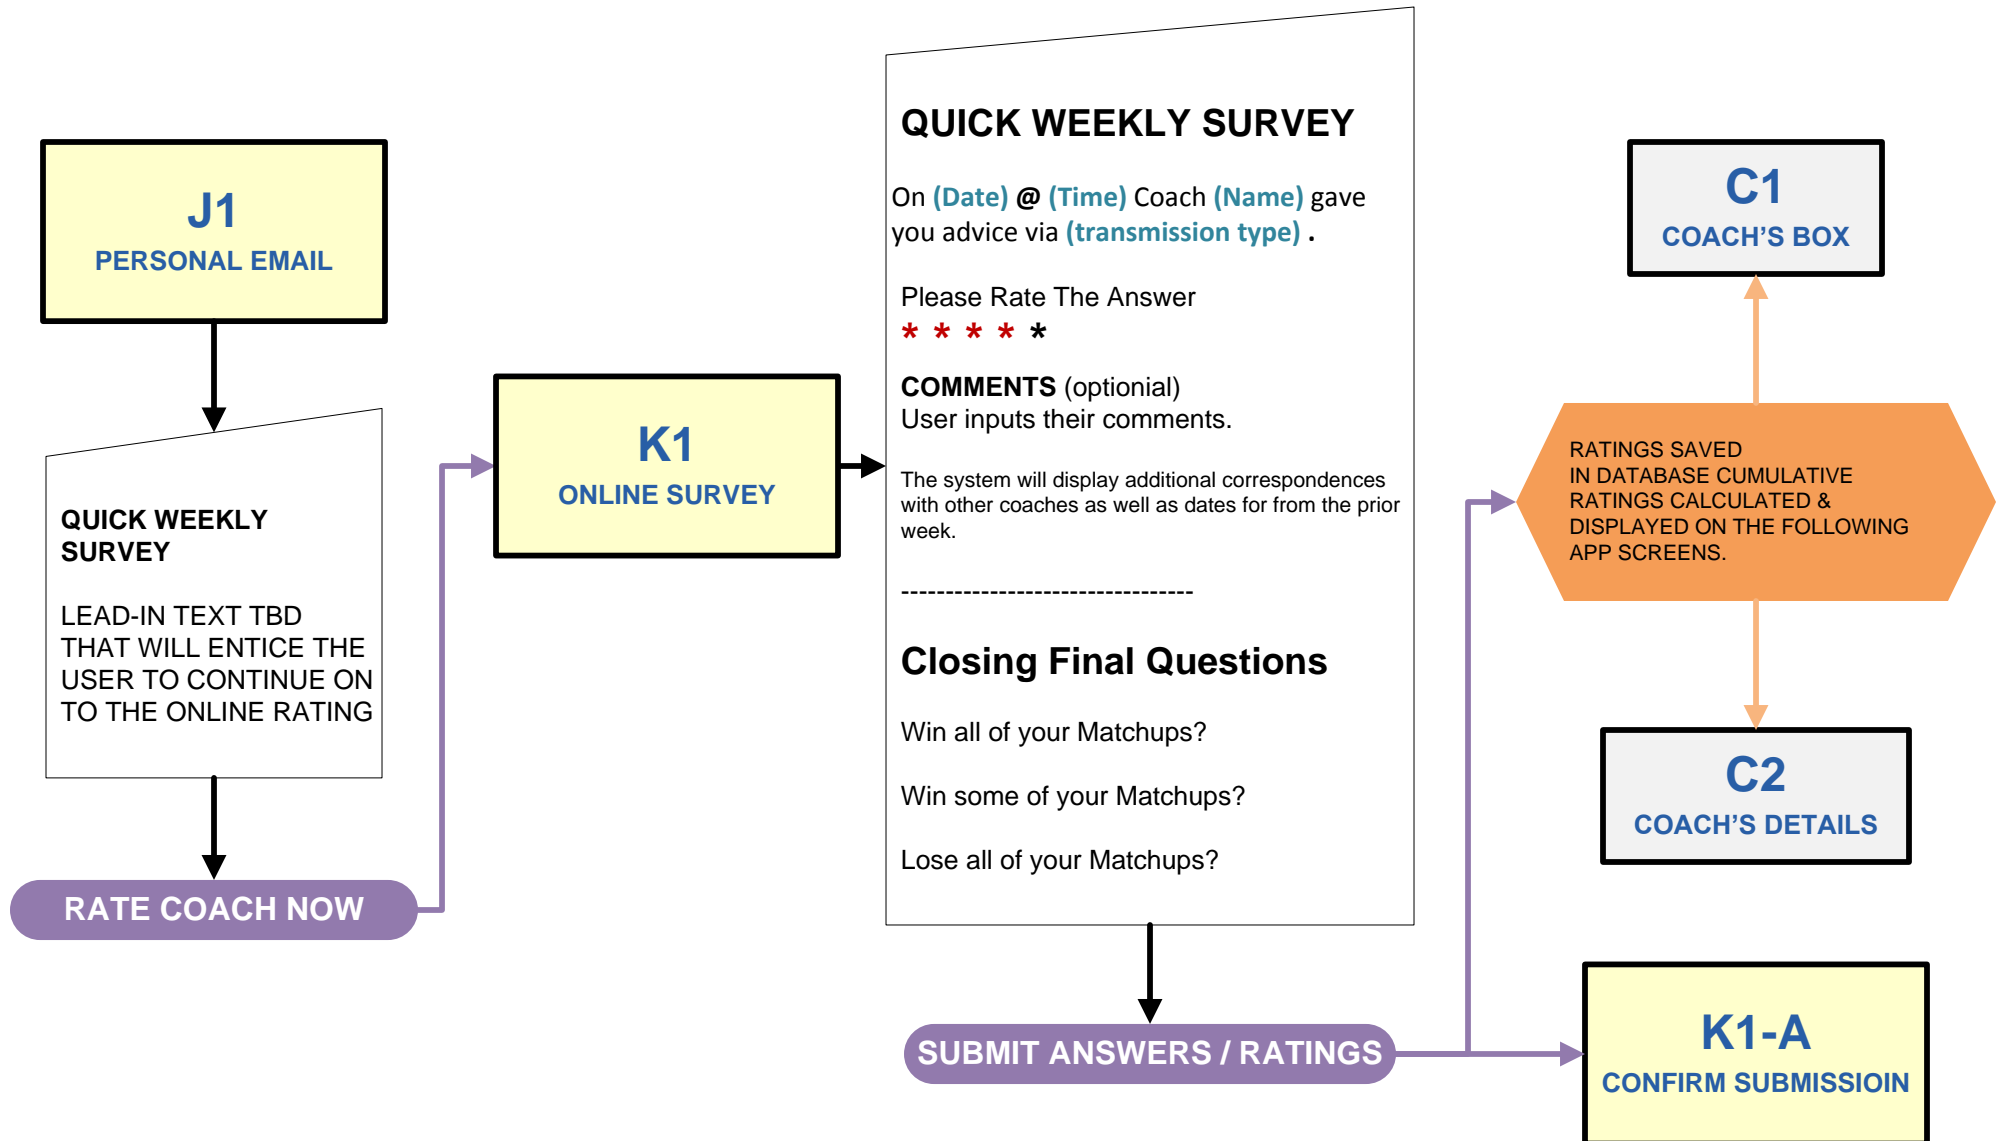 J1
PERSONAL EMAIL
QUICK WEEKLY
SURVEY
LEAD-IN TEXT TBD
THAT WILL ENTICE THE
USER TO CONTINUE ON
TO THE ONLINE RATING
RATE COACH NOW
K1
ONLINE SURVEY
QUICK WEEKLY SURVEY
On (Date) @ (Time) Coach (Name) gave
you advice via (transmission type) .
Please Rate The Answer
* * * * *
COMMENTS (optionial)
User inputs their comments.
The system will display additional correspondences
with other coaches as well as dates for from the prior
week.
---------------------------------
Closing Final Questions
Win all of your Matchups?
Win some of your Matchups?
Lose all of your Matchups?
SUBMIT ANSWERS / RATINGS
C1
COACH'S BOX
RATINGS SAVED
IN DATABASE CUMULATIVE
RATINGS CALCULATED &
DISPLAYED ON THE FOLLOWING
APP SCREENS.
C2
COACH'S DETAILS
K1-A
CONFIRM SUBMISSIOIN